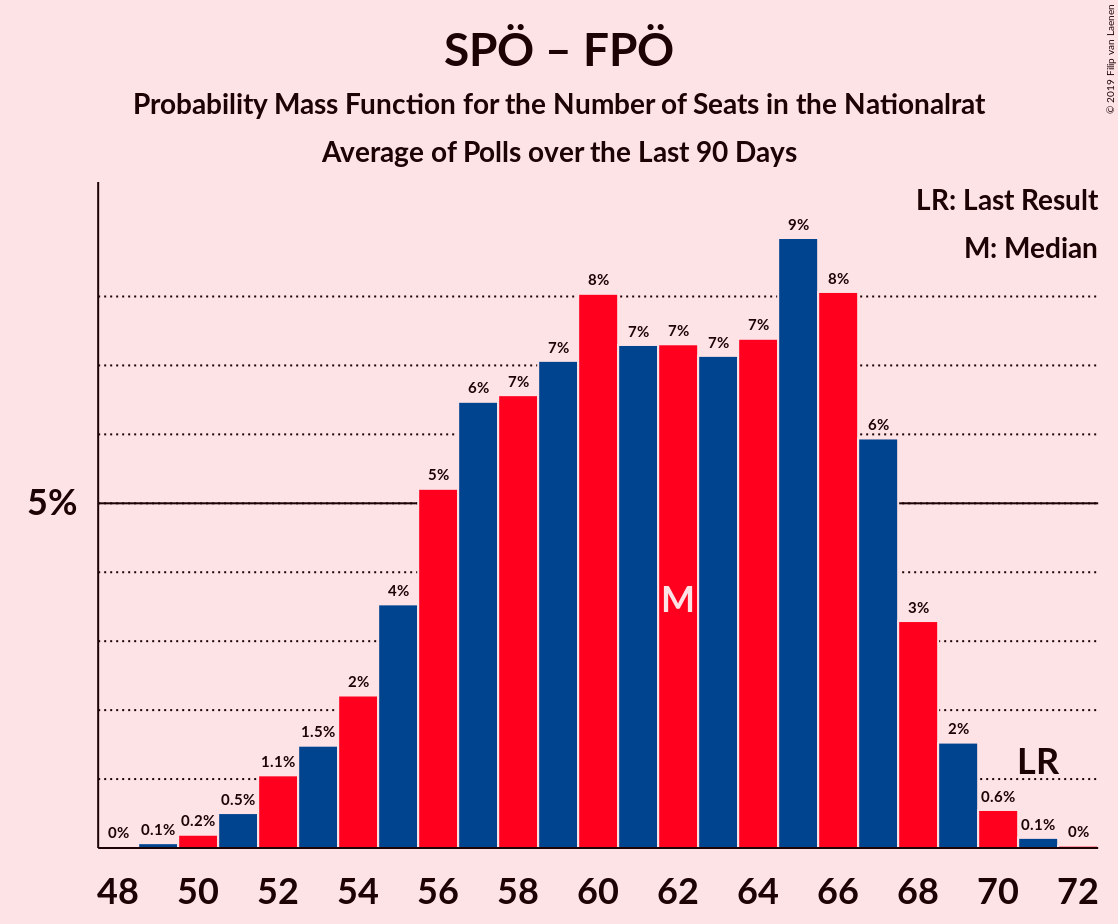 SPÖ – FPÖ
Probability Mass Function for the Number of Seats in the Nationalrat
Average of Polls over the Last 90 Days
© 2019 Filip van Laenen
LR: Last Result
M: Median
5%
0% 0.1% 0.2% 0.5% 1.1% 1.5% 2% 4% 5% 6% 7% 7% 8% 7% 7% 7% 7% 9% 8% 6% 3% 2% 0.6% 0.1% 0%
M
LR
48 50 52 54 56 58 60 62 64 66 68 70 72